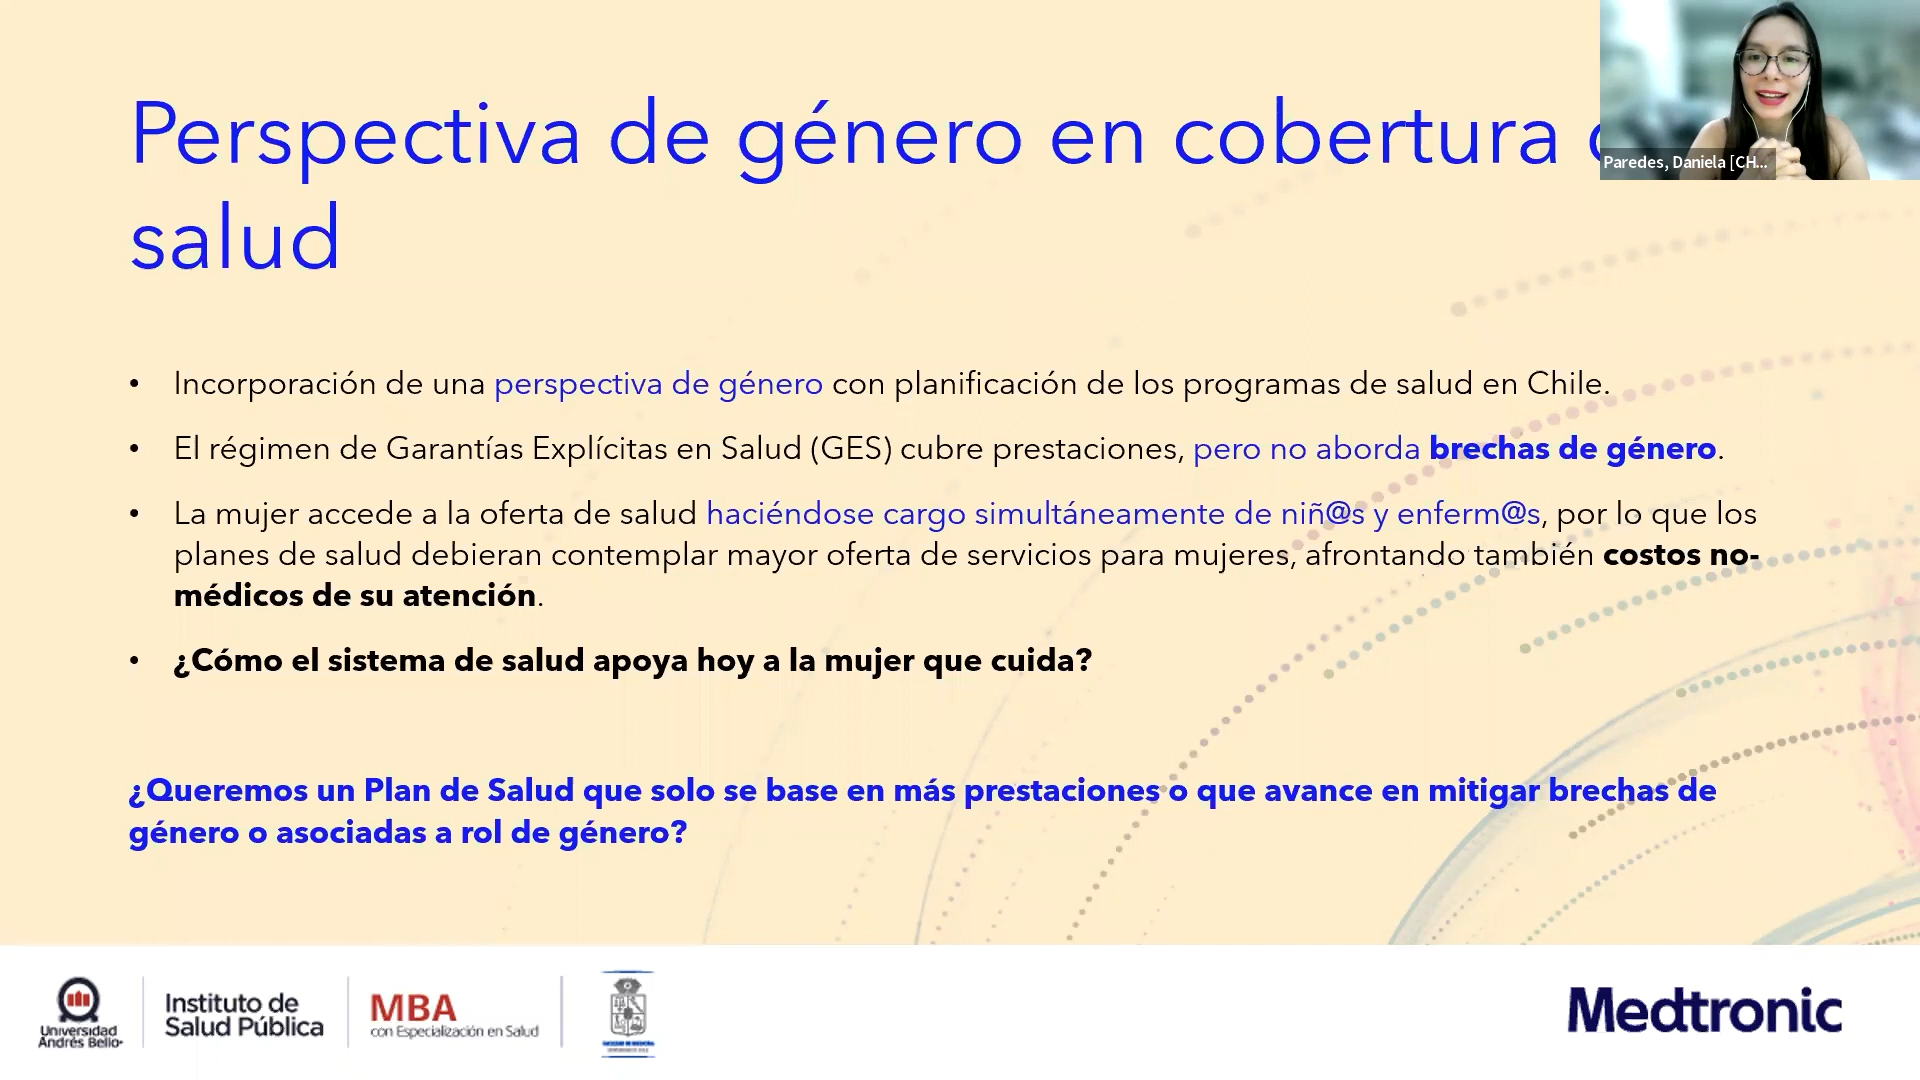 Perspectiva de género en cobertura
salud
Paredes, Daniela [CH...
• Incorporación de una perspectiva de género con planificación de los programas de salud en Chile.
• El régimen de Garantías Explícitas en Salud (GES) cubre prestaciones, pero no aborda brechas de género.
• La mujer accede a la oferta de salud haciéndose cargo simultáneamente de niñ@s y enferm@s, por lo que los
planes de salud debieran contemplar mayor oferta de servicios para mujeres, afrontando también costos no-
médicos de su atención.
• ¿Cómo el sistema de salud apoya hoy a la mujer que cuida?
¿Queremos un Plan de Salud que solo se base en más prestaciones o que avance en mitigar brechas de
género o asociadas a rol de género?
Universidad
Andrés Bello
Instituto de
Salud Pública
MBA
con Especialización en Salud
FACULTAD DE MEDICINA
Medtronic